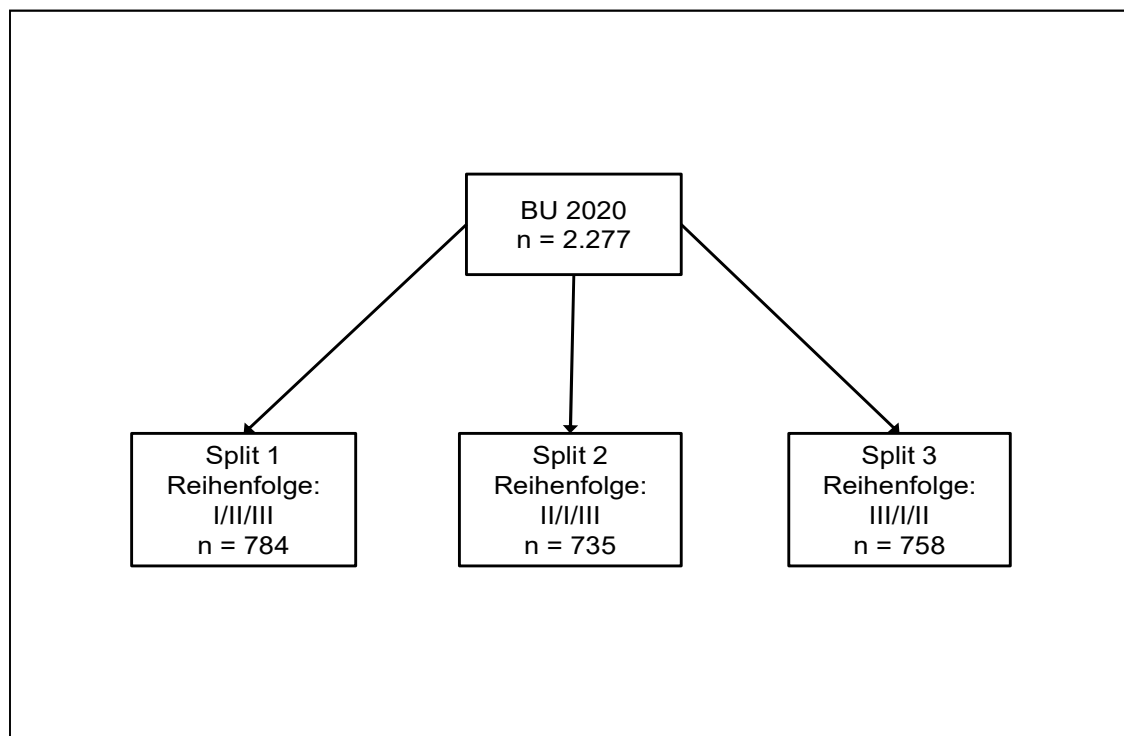 BU 2020
n = 2.277
Split 1
Reihenfolge:
I/II/III
n = 784
Split 2
Reihenfolge:
II/I/III
n = 735
Split 3
Reihenfolge:
III/I/II
n = 758